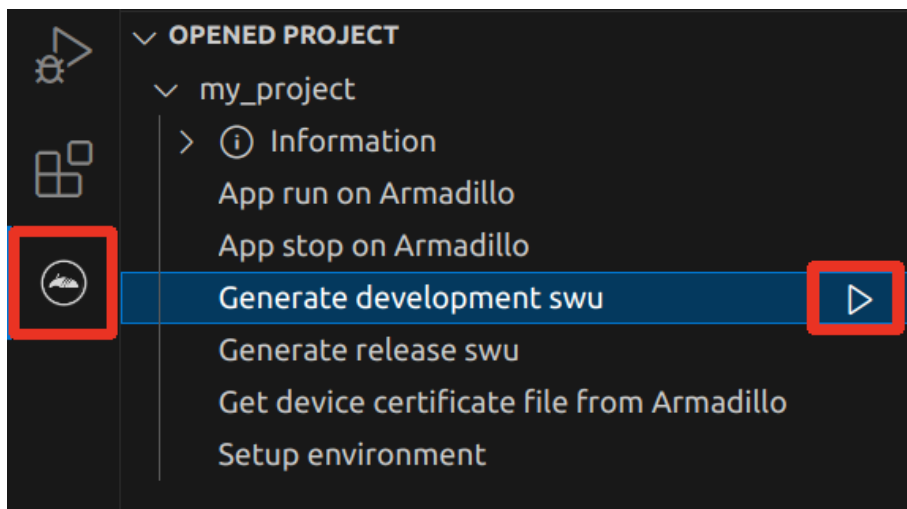 OPENED PROJECT
my_project
Information
App run on Armadillo
App stop on Armadillo
Generate development swu
Generate release swu
Get device certificate file from Armadillo
Setup environment